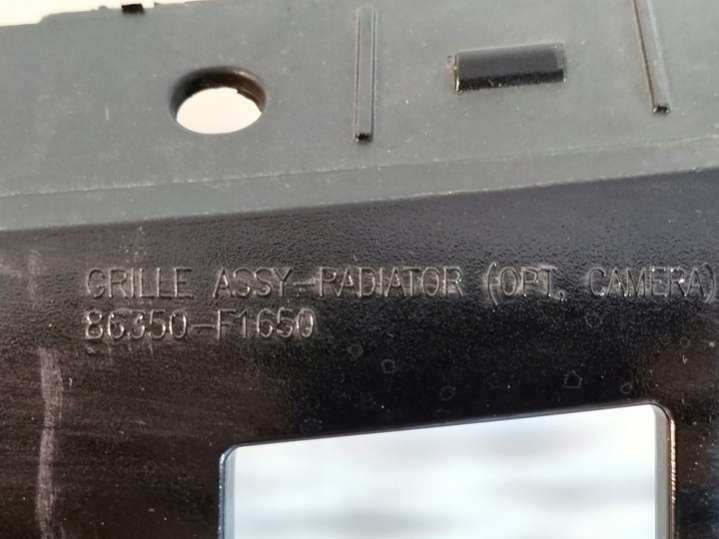 GRILLE ASSY-RADIATOR (OPT, CAMERA)
86350-F1650